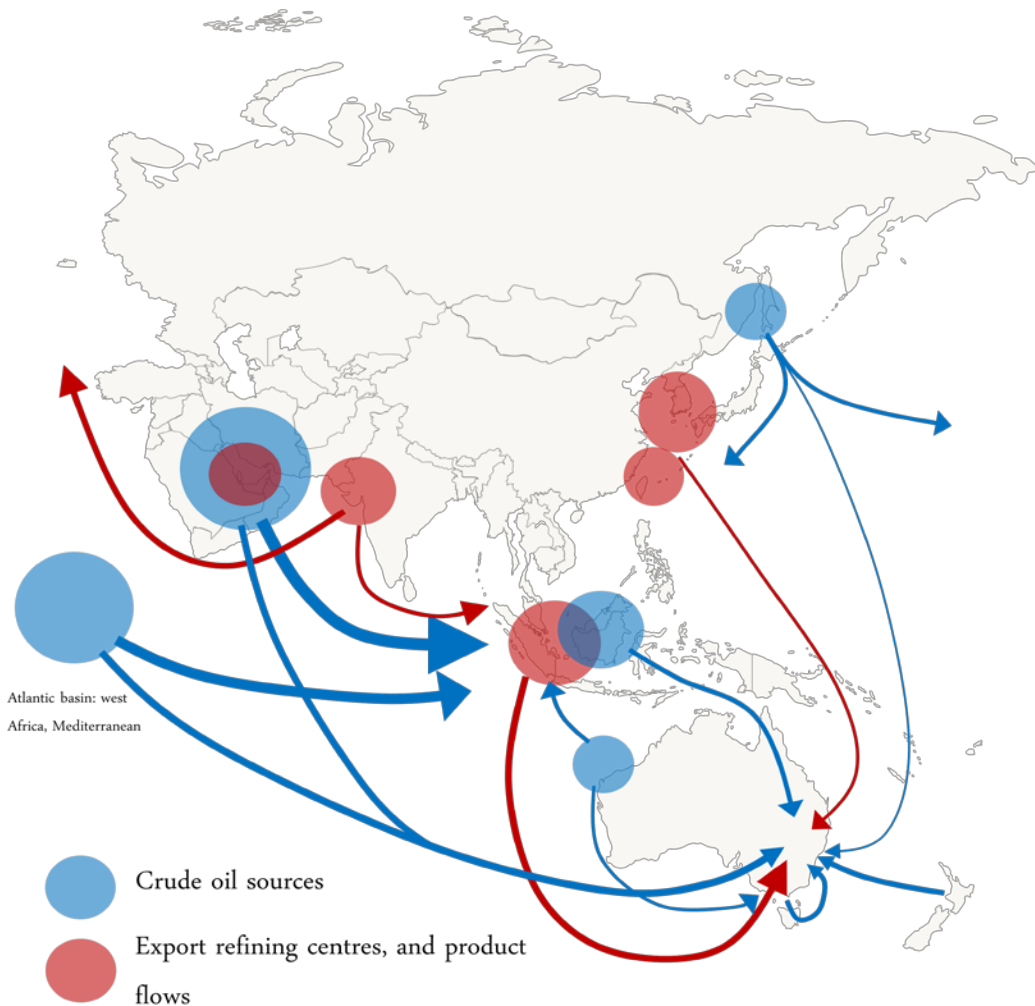 Atlantic basin: west
Africa, Mediterranean
Crude oil sources
Export refining centres, and product
flows